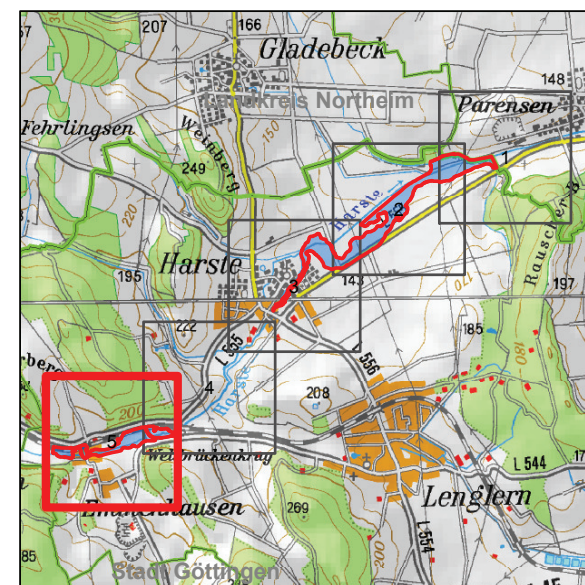 207
166
57
Gladebeck
148
Landkreis Northeim
Parensen
Fehrlingsen
Weinberg
150
1
249
Harste
2
Rauscher-B
220
Harste
170
195
3
143
197
222
L 555
556
185
180
4
Harste
208
200
5
L 544
Lenglern
Emmenhausen
269
L 554
200
85
Stadt Göttingen